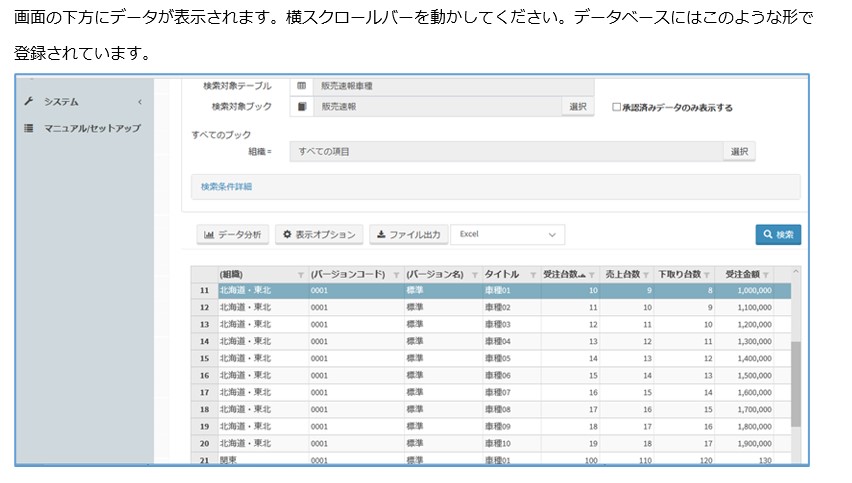 画面の下方にデータが表示されます。横スクロールバーを動かしてください。データベースにはこのような形で
登録されています。
システム
マニュアル/セットアップ
検索対象テーブル 販売速報車種
検索対象ブック 販売速報 選択 承認済みデータのみ表示する
すべてのブック
組織 = すべての項目 選択
検索条件詳細
データ分析 表示オプション ファイル出力 Excel 検索
(組織) (バージョンコード) (バージョン名) タイトル 受注台数 売上台数 下取り台数 受注金額
11 北海道・東北 0001 標準 車種01 10 9 8 1,000,000
12 北海道・東北 0001 標準 車種02 11 10 9 1,100,000
13 北海道・東北 0001 標準 車種03 12 11 10 1,200,000
14 北海道・東北 0001 標準 車種04 13 12 11 1,300,000
15 北海道・東北 0001 標準 車種05 14 13 12 1,400,000
16 北海道・東北 0001 標準 車種06 15 14 13 1,500,000
17 北海道・東北 0001 標準 車種07 16 15 14 1,600,000
18 北海道・東北 0001 標準 車種08 17 16 15 1,700,000
19 北海道・東北 0001 標準 車種09 18 17 16 1,800,000
20 北海道・東北 0001 標準 車種10 19 18 17 1,900,000
21 関東 0001 標準 車種01 100 110 120 130